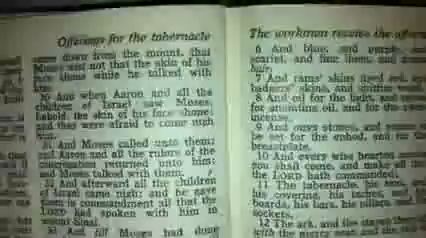 Offerings for the tabernacle
came down from the mount, that
Moses wist not that the skin of his
face shone while he talked with
him.
30 And when Aaron and all the
children of Israel saw Moses,
behold, the skin of his face shone;
and they were afraid to come nigh
him.
31 And Moses called unto them;
and Aaron and all the rulers of the
congregation returned unto him:
and Moses talked with them.
32 And afterward all the children
of Israel came nigh: and he gave
them in commandment all that the
LORD had spoken with him in
mount Sinai.
33 And till Moses had done
The workmen receive the
6 And blue, and purple, and
scarlet, and fine linen, and
hair,
7 And rams' skins dyed red, and
badgers' skins, and shittim
8 And oil for the light, and
for anointing oil, and for the
incense,
9 And onyx stones, and
be set for the ephod, and for the
breastplate.
10 And every wise hearted
you shall come, and make all
the LORD hath commanded;
11 The tabernacle, his tent, and
his covering, his taches, and
boards, his bars, his pillars, and
sockets,
12 The ark, and the staves
with the mercy seat, and the